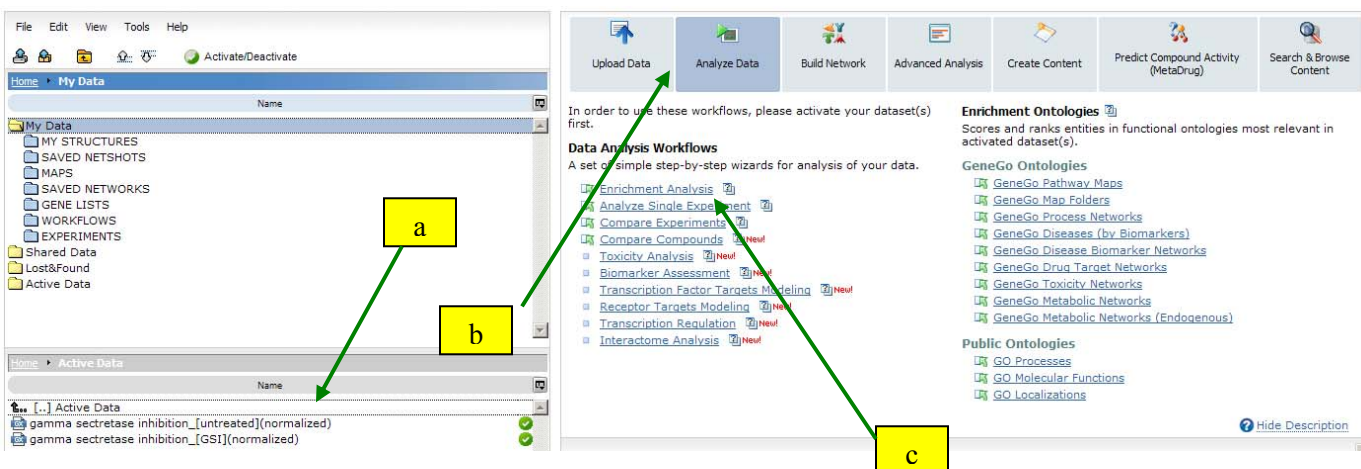 File Edit View Tools Help
Activate/Deactivate
Home My Data
Name
My Data
MY STRUCTURES
SAVED NETSHOTS
MAPS
SAVED NETWORKS
GENE LISTS
WORKFLOWS
EXPERIMENTS
Shared Data
Lost&Found
Active Data
a
b
Home Active Data
Name
[..] Active Data
gamma sectretase inhibition_[untreated](normalized)
gamma sectretase inhibition_[GSI](normalized)
Upload Data
Analyze Data
Build Network
Advanced Analysis
Create Content
Predict Compound Activity
(MetaDrug)
Search & Browse
Content
In order to use these workflows, please activate your dataset(s)
first.
Data Analysis Workflows
A set of simple step-by-step wizards for analysis of your data.
Enrichment Analysis
Analyze Single Experiment
Compare Experiments
Compare Compounds New!
Toxicity Analysis New!
Biomarker Assessment New!
Transcription Factor Targets Modeling New!
Receptor Targets Modeling New!
Transcription Regulation New!
Interactome Analysis New!
c
Enrichment Ontologies
Scores and ranks entities in functional ontologies most relevant in
activated dataset(s).
GeneGo Ontologies
GeneGo Pathway Maps
GeneGo Map Folders
GeneGo Process Networks
GeneGo Diseases (by Biomarkers)
GeneGo Disease Biomarker Networks
GeneGo Drug Target Networks
GeneGo Toxicity Networks
GeneGo Metabolic Networks
GeneGo Metabolic Networks (Endogenous)
Public Ontologies
GO Processes
GO Molecular Functions
GO Localizations
Hide Description